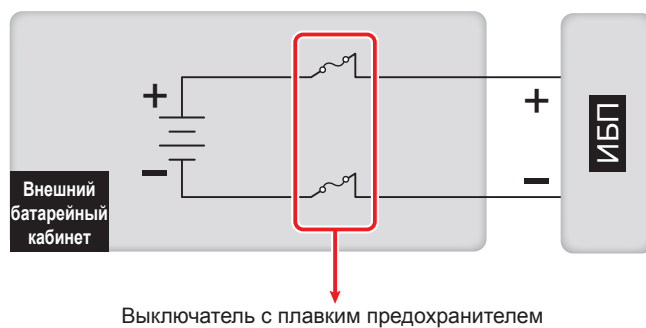 +
+
ИБП
−
−
Внешний
батарейный
кабинет
Выключатель с плавким предохранителем